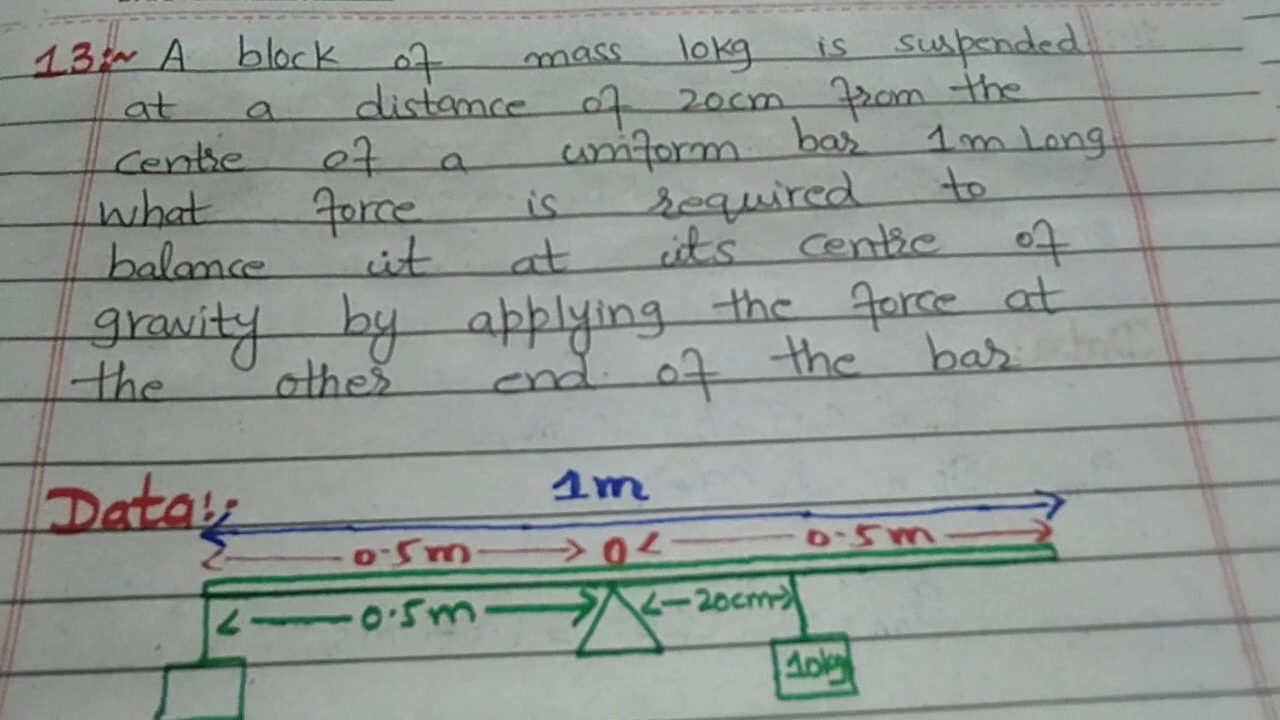 13:~ A block of mass 10kg is suspended
at a distance of 20cm from the
centre of a uniform bar 1m Long
what force is required to
balance it at its centre of
gravity by applying the force at
the other end of the bar
Data:.
1m
0.5m 0 0.5m
0.5m 20cm
10kg